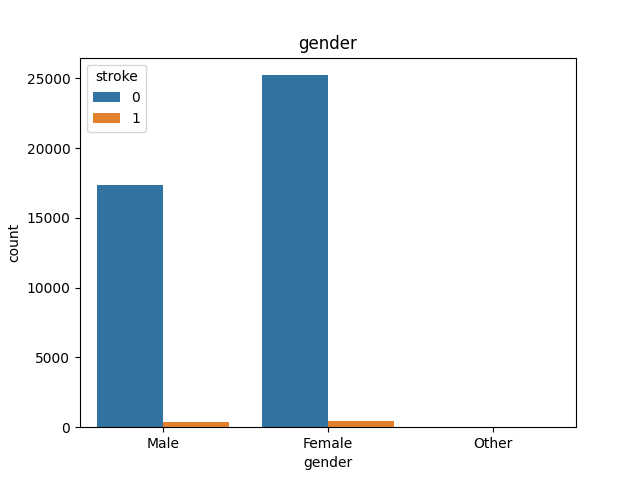 gender
stroke
0
1
25000
20000
15000
10000
5000
0
count
Male Female Other
gender